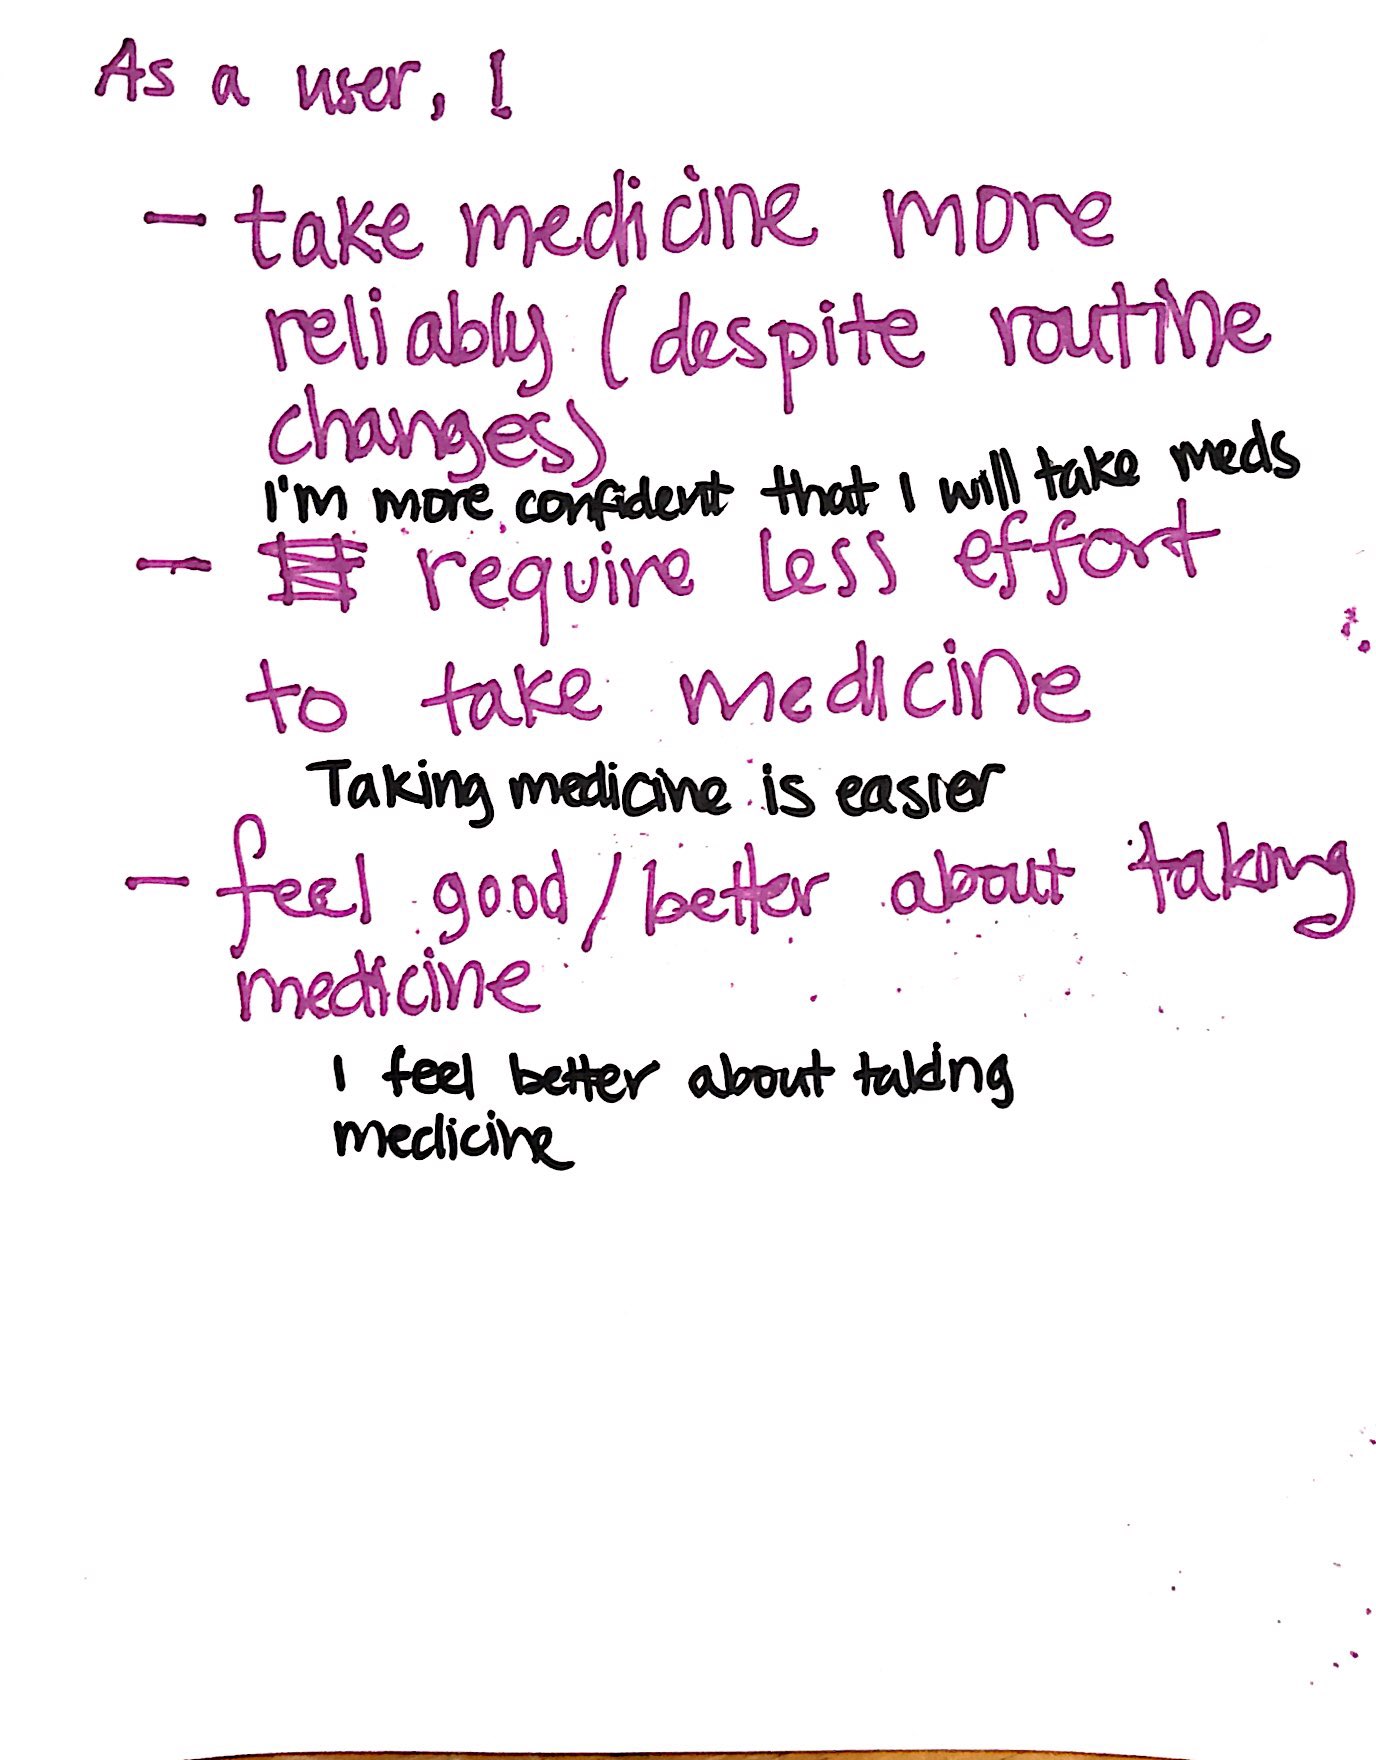 As a user, I
- take medicine more
reliably (despite routine
changes)
I'm more confident that I will take meds
- require less effort
to take medicine
Taking medicine is easier
- feel good/better about taking
medicine
I feel better about taking
medicine